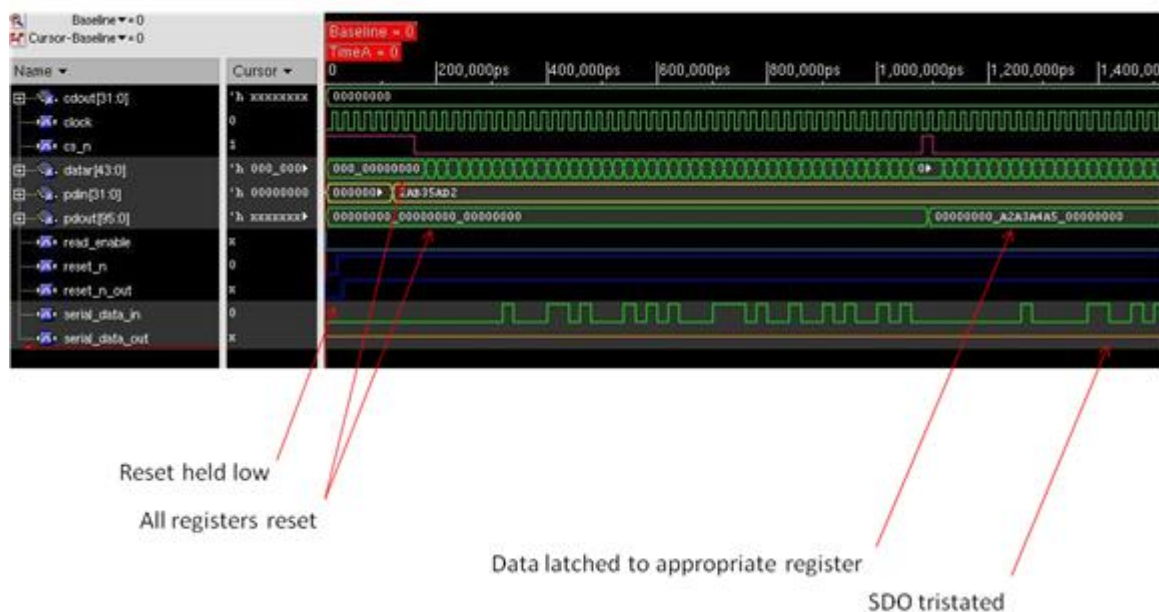 Baseline ▾ = 0
Cursor-Baseline ▾ = 0
Baseline = 0
TimeA = 0
Name ▾ Cursor ▾ 0 200,000ps 400,000ps 600,000ps 800,000ps 1,000,000ps 1,200,000ps 1,400,00
cdout[31:0] 'h xxxxxxxx 00000000
clock 0
cs_n 1
datar[43:0] 'h 000_000 000_00000000 0
pdin[31:0] 'h 00000000 000000 2AB35AD2
pdout[95:0] 'h xxxxxxx 00000000_00000000_00000000 00000000_A2A3A4A5_00000000
read_enable x
reset_n 0
reset_n_out x
serial_data_in 0
serial_data_out x
Reset held low
All registers reset
Data latched to appropriate register
SDO tristated